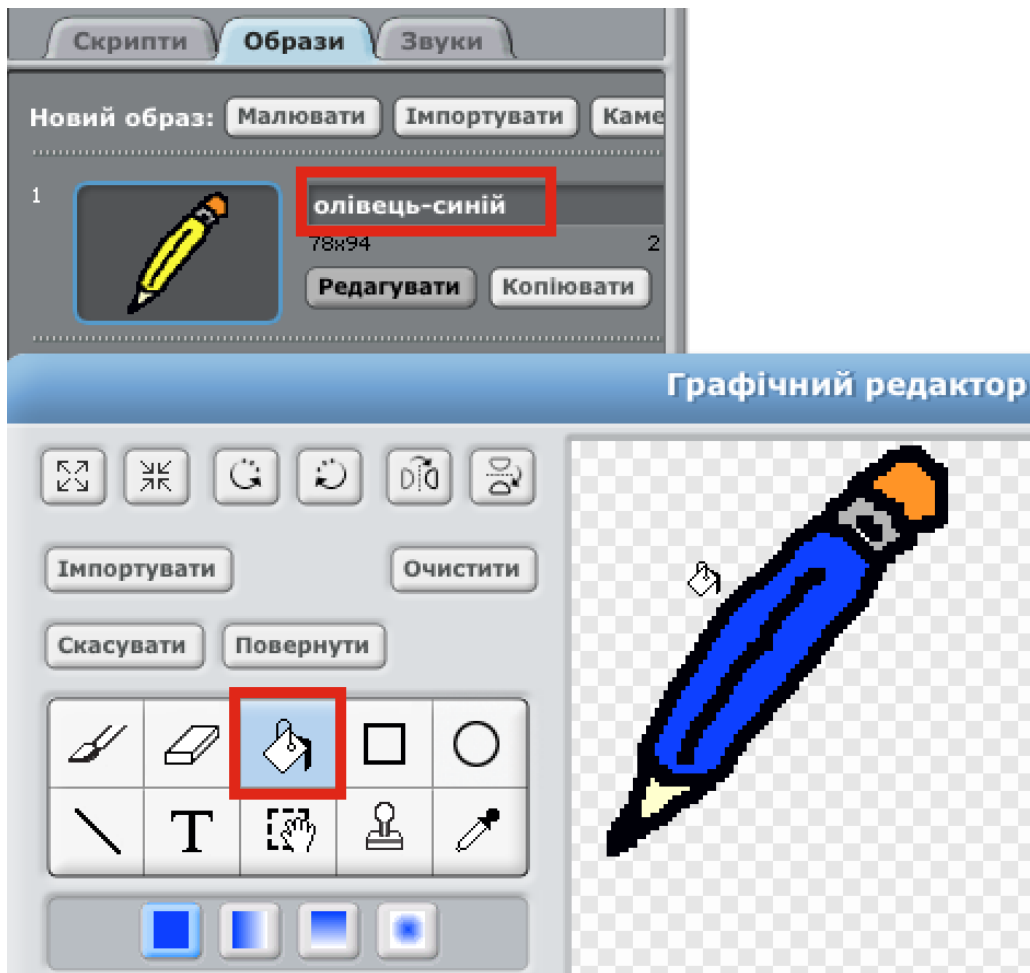 Скрипти Образи Звуки
Новий образ: Малювати Імпортувати Каме
1
олівець-синій
78x94 2
Редагувати Копіювати
Графічний редактор
Імпортувати Очистити
Скасувати Повернути
T